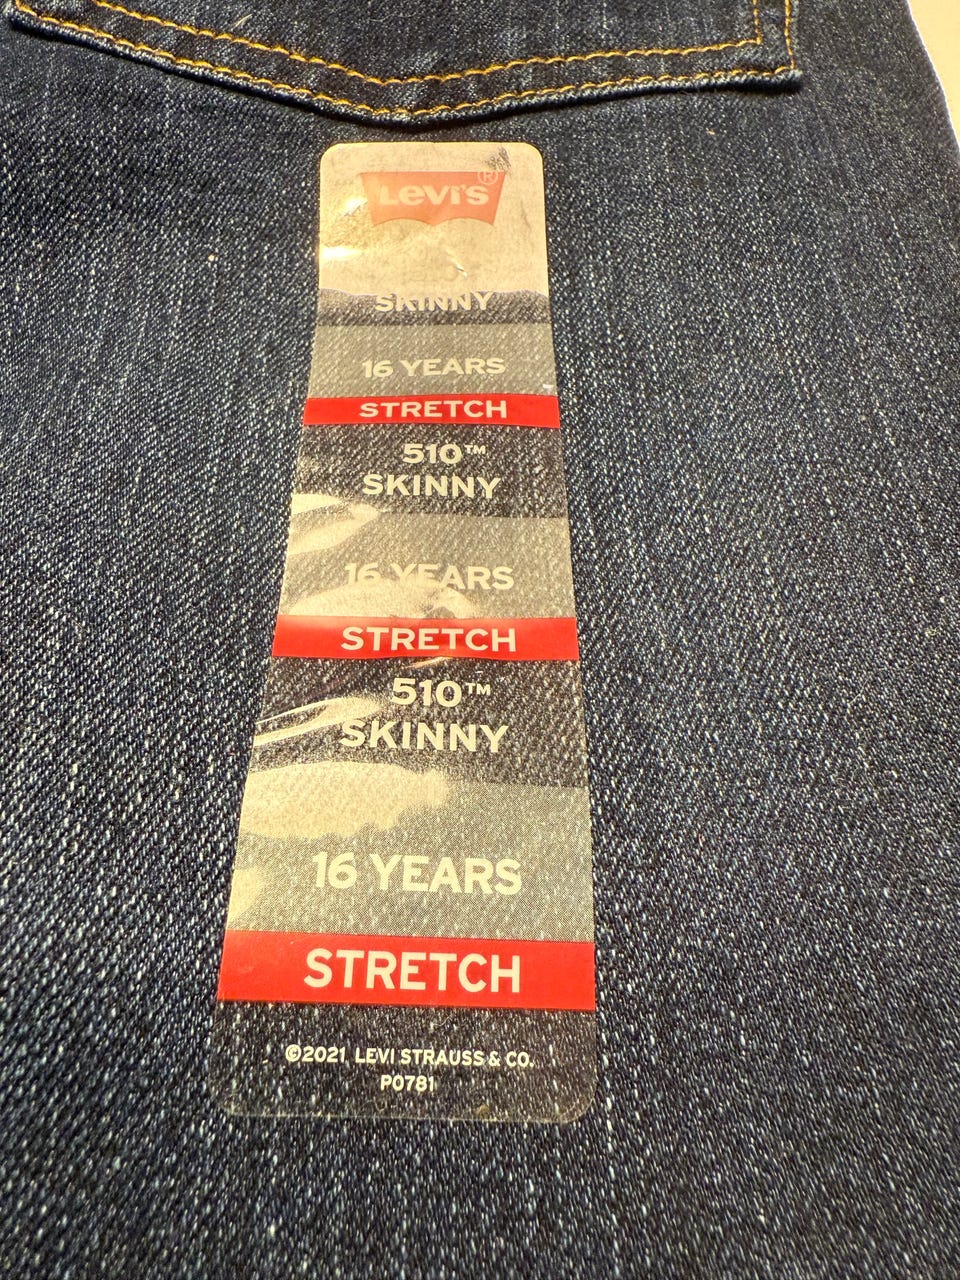 LEVI'S®
SKINNY
16 YEARS
STRETCH
510™
SKINNY
16 YEARS
STRETCH
510™
SKINNY
16 YEARS
STRETCH
©2021 LEVI STRAUSS & CO.
P0781